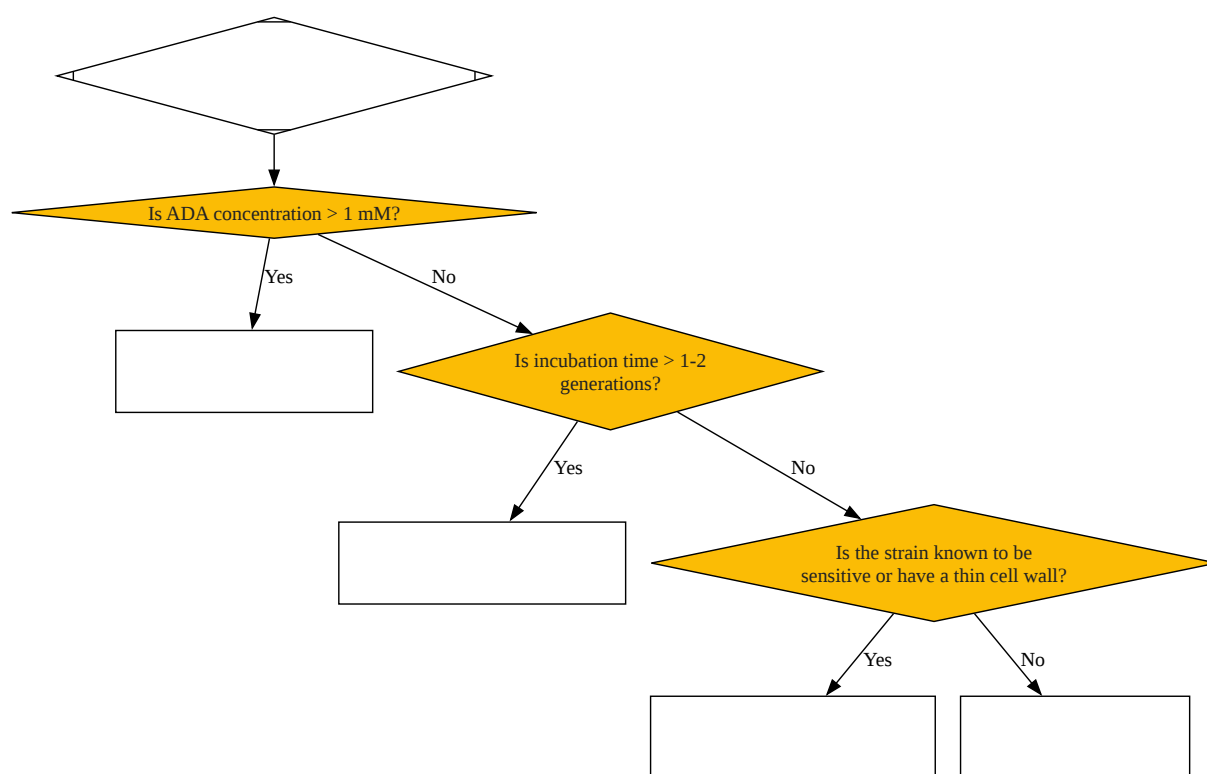 Is ADA concentration > 1 mM?
Yes
No
Is incubation time > 1-2
generations?
Yes
No
Is the strain known to be
sensitive or have a thin cell wall?
Yes
No